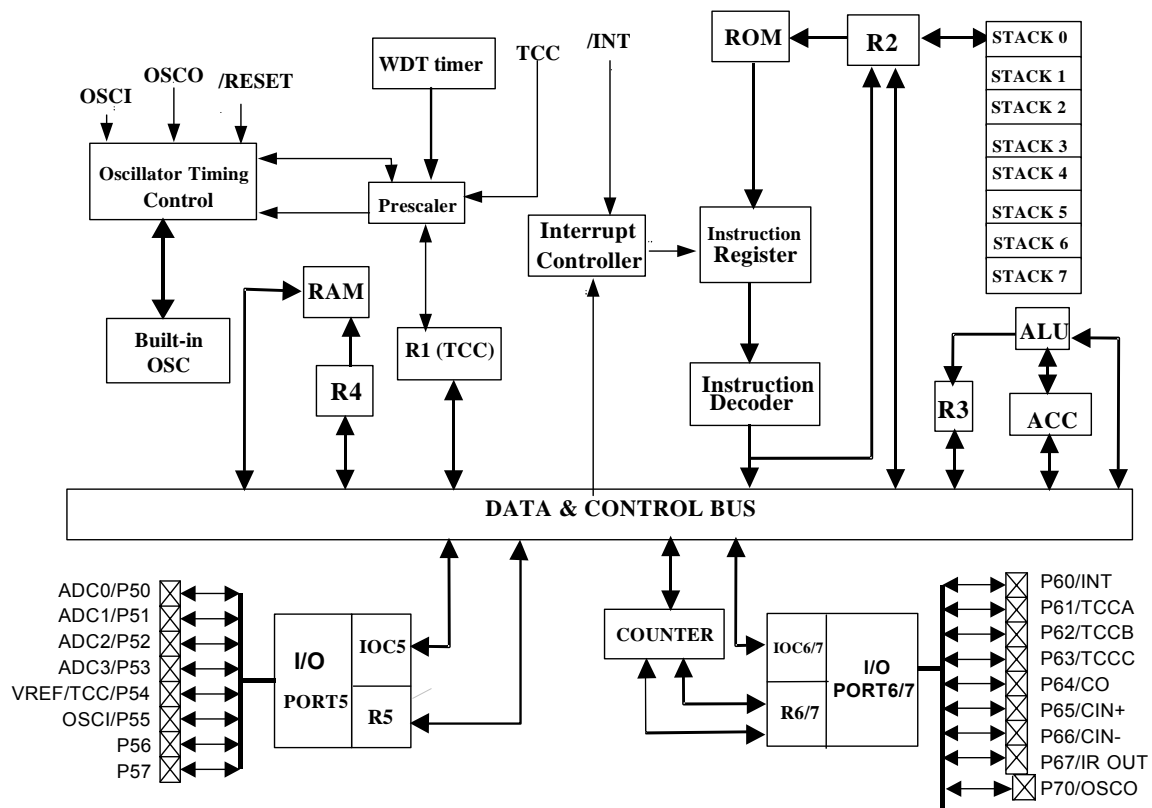 /INT
ROM
R2
STACK 0
STACK 1
STACK 2
STACK 3
STACK 4
STACK 5
STACK 6
STACK 7
WDT timer
TCC
OSCO
OSCI
/RESET
Oscillator Timing
Control
Prescaler
Interrupt
Controller
Instruction
Register
RAM
Built-in
OSC
R1 (TCC)
R4
Instruction
Decoder
ALU
R3
ACC
DATA & CONTROL BUS
ADC0/P50
ADC1/P51
ADC2/P52
ADC3/P53
VREF/TCC/P54
OSCI/P55
P56
P57
I/O
PORT5
IOC5
R5
COUNTER
IOC6/7
R6/7
I/O
PORT6/7
P60/INT
P61/TCCA
P62/TCCB
P63/TCCC
P64/CO
P65/CIN+
P66/CIN-
P67/IR OUT
P70/OSCO